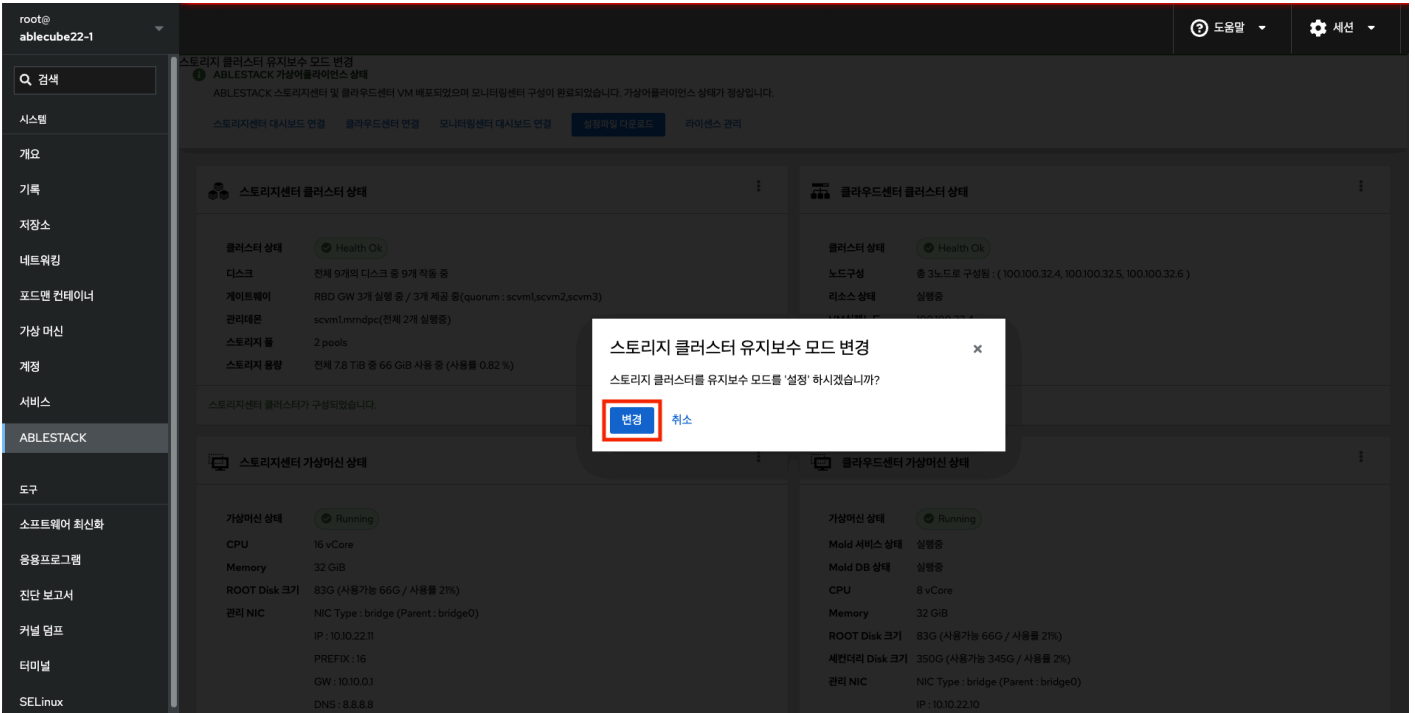 root@
ablecube22-1
도움말
세션
검색
시스템
개요
기록
저장소
네트워킹
포드맨 컨테이너
가상 머신
계정
서비스
ABLESTACK
도구
소프트웨어 최신화
응용프로그램
진단 보고서
커널 덤프
터미널
SELinux
스토리지 클러스터 유지보수 모드 변경
ABLESTACK 가상어플라이언스 상태
ABLESTACK 스토리지센터 및 클라우드센터 VM 배포되었으며 모니터링센터 구성이 완료되었습니다. 가상어플라이언스 상태가 정상입니다.
스토리지센터 대시보드 연결 클라우드센터 연결 모니터링센터 대시보드 연결 설정파일 다운로드 라이센스 관리
스토리지센터 클러스터 상태
클러스터 상태 Health Ok
디스크 전체 9개의 디스크 중 9개 작동 중
게이트웨이 RBD GW 3개 실행 중 / 3개 제공 중(quorum : scvm1,scvm2,scvm3)
관리데몬 scvm1.mrndpc(전체 2개 실행중)
스토리지 풀 2 pools
스토리지 용량 전체 7.8 TiB 중 66 GiB 사용 중 (사용률 0.82 %)
스토리지센터 클러스터가 구성되었습니다.
클라우드센터 클러스터 상태
클러스터 상태 Health Ok
노드구성 총 3노드로 구성됨 : ( 100.100.32.4, 100.100.32.5, 100.100.32.6 )
리소스 상태 실행중
스토리지 클러스터 유지보수 모드 변경
스토리지 클러스터를 유지보수 모드를 '설정' 하시겠습니까?
변경 취소
스토리지센터 가상머신 상태
가상머신 상태 Running
CPU 16 vCore
Memory 32 GiB
ROOT Disk 크기 83G (사용가능 66G / 사용률 21%)
관리 NIC NIC Type : bridge (Parent : bridge0)
IP : 10.10.22.11
PREFIX : 16
GW : 10.10.0.1
DNS : 8.8.8.8
클라우드센터 가상머신 상태
가상머신 상태 Running
Mold 서비스 상태 실행중
Mold DB 상태 실행중
CPU 8 vCore
Memory 32 GiB
ROOT Disk 크기 83G (사용가능 66G / 사용률 21%)
세컨더리 Disk 크기 350G (사용가능 345G / 사용률 2%)
관리 NIC NIC Type : bridge (Parent : bridge0)
IP : 10.10.22.10